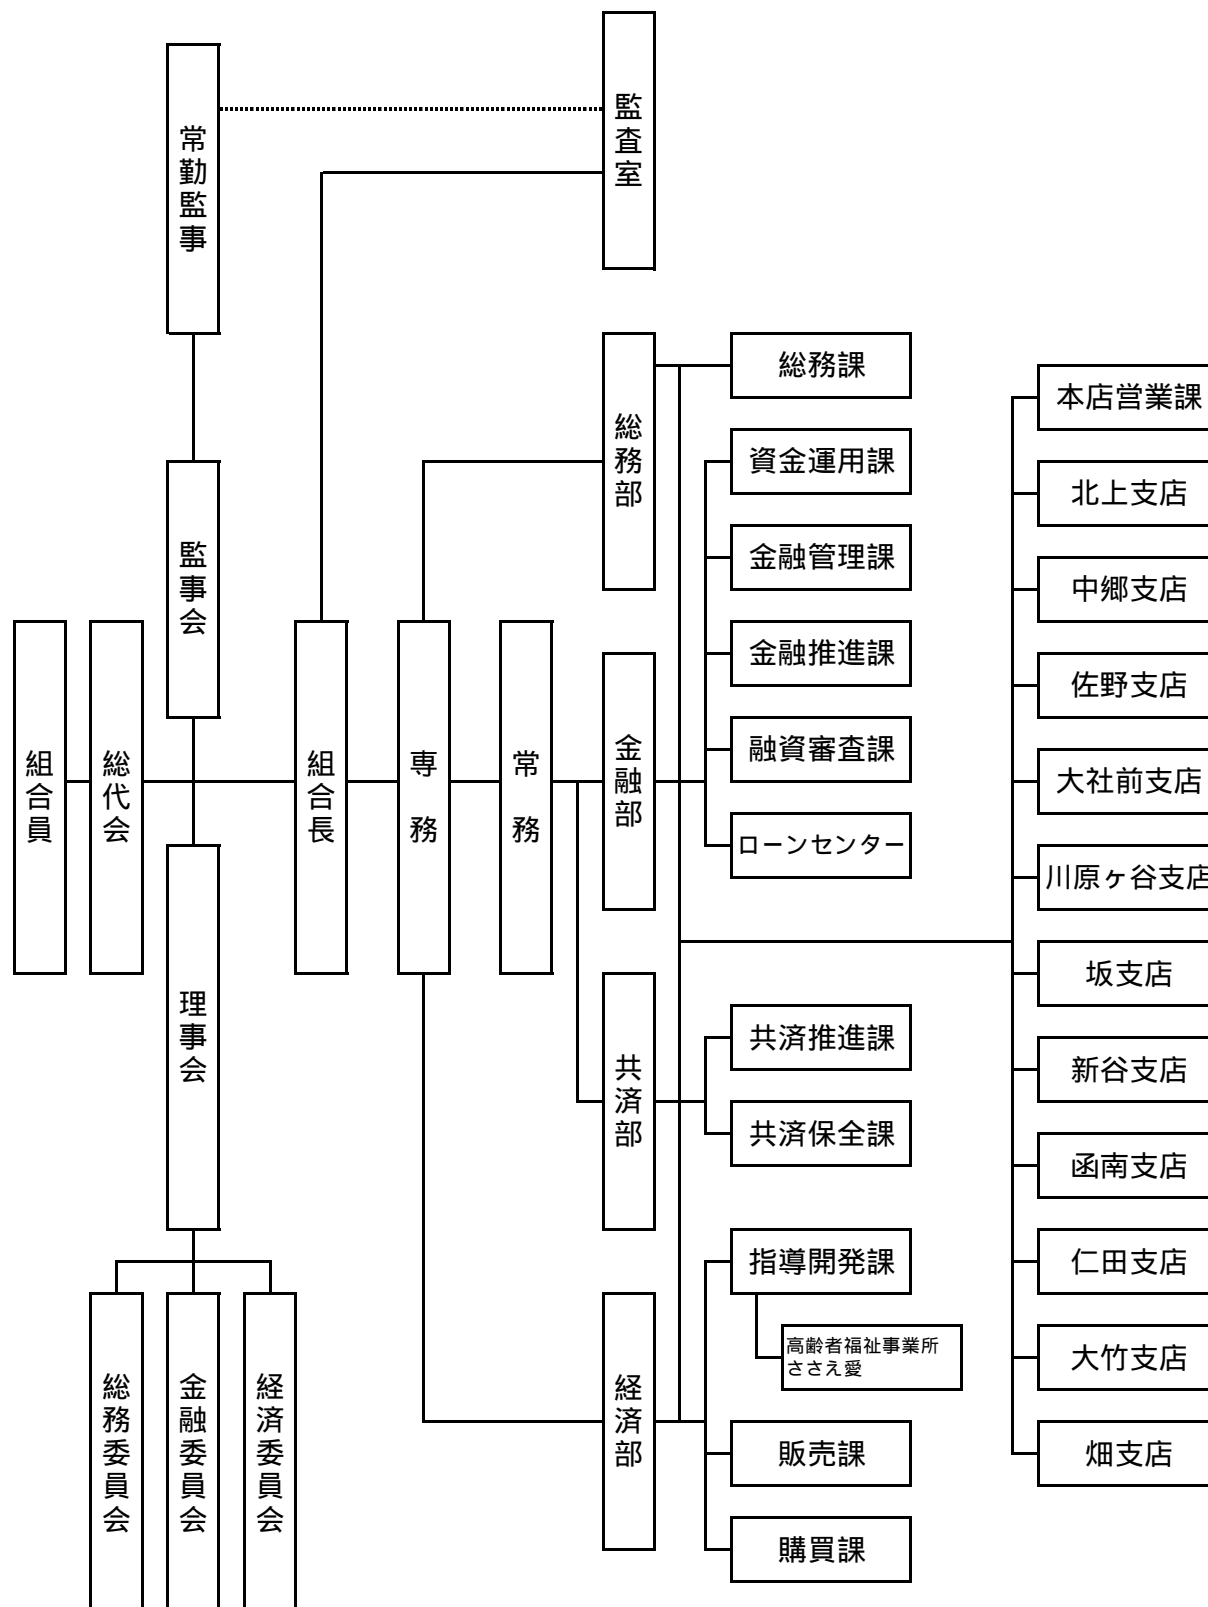 常勤監事
監査室
監事会
組合員
総代会
組合長
専務
常務
理事会
総務委員会
金融委員会
経済委員会
総務部
総務課
金融部
資金運用課
金融管理課
金融推進課
融資審査課
ローンセンター
共済部
共済推進課
共済保全課
経済部
指導開発課
高齢者福祉事業所
ささえ愛
販売課
購買課
本店営業課
北上支店
中郷支店
佐野支店
大社前支店
川原ヶ谷支店
坂支店
新谷支店
函南支店
仁田支店
大竹支店
畑支店